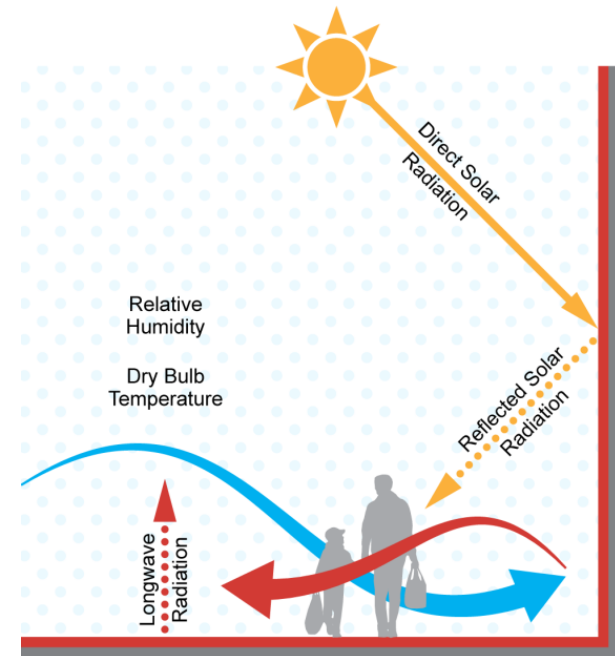 Direct Solar
Radiation
Relative
Humidity
Dry Bulb
Temperature
Reflected Solar
Radiation
Longwave
Radiation